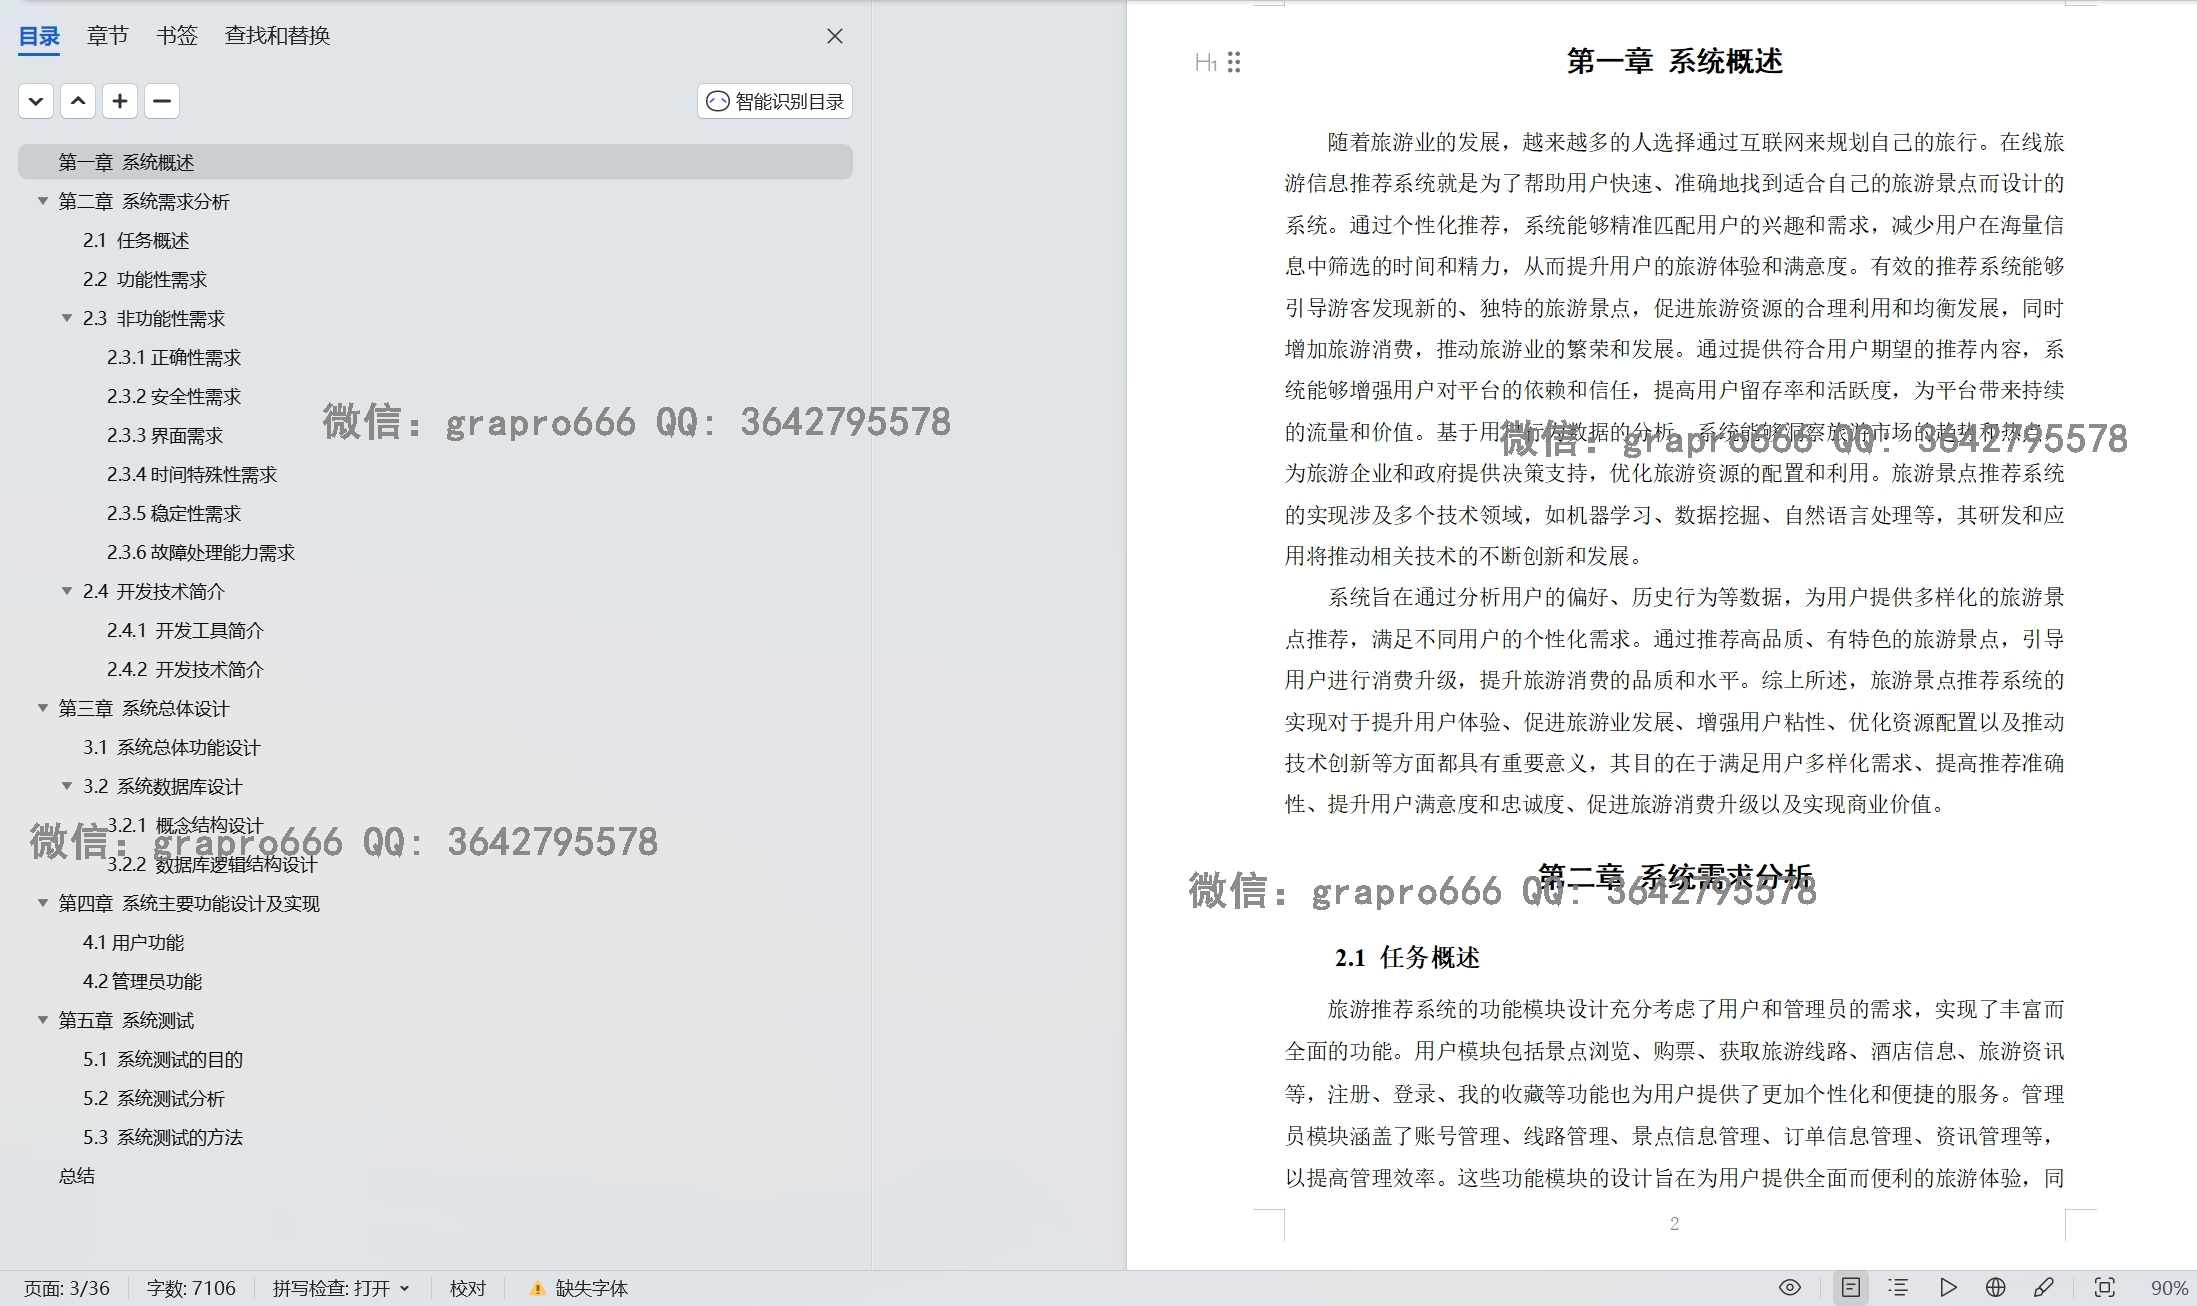 目录 章节 书签 查找和替换
智能识别目录
第一章 系统概述
第二章 系统需求分析
2.1 任务概述
2.2 功能性需求
2.3 非功能性需求
2.3.1 正确性需求
2.3.2 安全性需求
2.3.3 界面需求
2.3.4 时间特殊性需求
2.3.5 稳定性需求
2.3.6 故障处理能力需求
2.4 开发技术简介
2.4.1 开发工具简介
2.4.2 开发技术简介
第三章 系统总体设计
3.1 系统总体功能设计
3.2 系统数据库设计
3.2.1 概念结构设计
3.2.2 数据库逻辑结构设计
第四章 系统主要功能设计及实现
4.1 用户功能
4.2 管理员功能
第五章 系统测试
5.1 系统测试的目的
5.2 系统测试分析
5.3 系统测试的方法
总结
微信：grapro666 QQ: 3642795578
微信：grapro666 QQ: 3642795578
H1
第一章 系统概述
随着旅游业的发展，越来越多的人选择通过互联网来规划自己的旅行。在线旅
游信息推荐系统就是为了帮助用户快速、准确地找到适合自己的旅游景点而设计的
系统。通过个性化推荐，系统能够精准匹配用户的兴趣和需求，减少用户在海量信
息中筛选的时间和精力，从而提升用户的旅游体验和满意度。有效的推荐系统能够
引导游客发现新的、独特的旅游景点，促进旅游资源的合理利用和均衡发展，同时
增加旅游消费，推动旅游业的繁荣和发展。通过提供符合用户期望的推荐内容，系
统能够增强用户对平台的依赖和信任，提高用户留存率和活跃度，为平台带来持续
的流量和价值。基于用户行为数据的分析，系统能够洞察旅游市场的趋势和热点，
微信：grapro666 QQ: 3642795578
为旅游企业和政府提供决策支持，优化旅游资源的配置和利用。旅游景点推荐系统
的实现涉及多个技术领域，如机器学习、数据挖掘、自然语言处理等，其研发和应
用将推动相关技术的不断创新和发展。
系统旨在通过分析用户的偏好、历史行为等数据，为用户提供多样化的旅游景
点推荐，满足不同用户的个性化需求。通过推荐高品质、有特色的旅游景点，引导
用户进行消费升级，提升旅游消费的品质和水平。综上所述，旅游景点推荐系统的
实现对于提升用户体验、促进旅游业发展、增强用户粘性、优化资源配置以及推动
技术创新等方面都具有重要意义，其目的在于满足用户多样化需求、提高推荐准确
性、提升用户满意度和忠诚度、促进旅游消费升级以及实现商业价值。
第二章 系统需求分析
微信：grapro666 QQ: 3642795578
2.1 任务概述
旅游推荐系统的功能模块设计充分考虑了用户和管理员的需求，实现了丰富而
全面的功能。用户模块包括景点浏览、购票、获取旅游线路、酒店信息、旅游资讯
等，注册、登录、我的收藏等功能也为用户提供了更加个性化和便捷的服务。管理
员模块涵盖了账号管理、线路管理、景点信息管理、订单信息管理、资讯管理等，
以提高管理效率。这些功能模块的设计旨在为用户提供全面而便利的旅游体验，同
2
页面: 3/36 字数: 7106 拼写检查: 打开 校对 缺失字体 90%